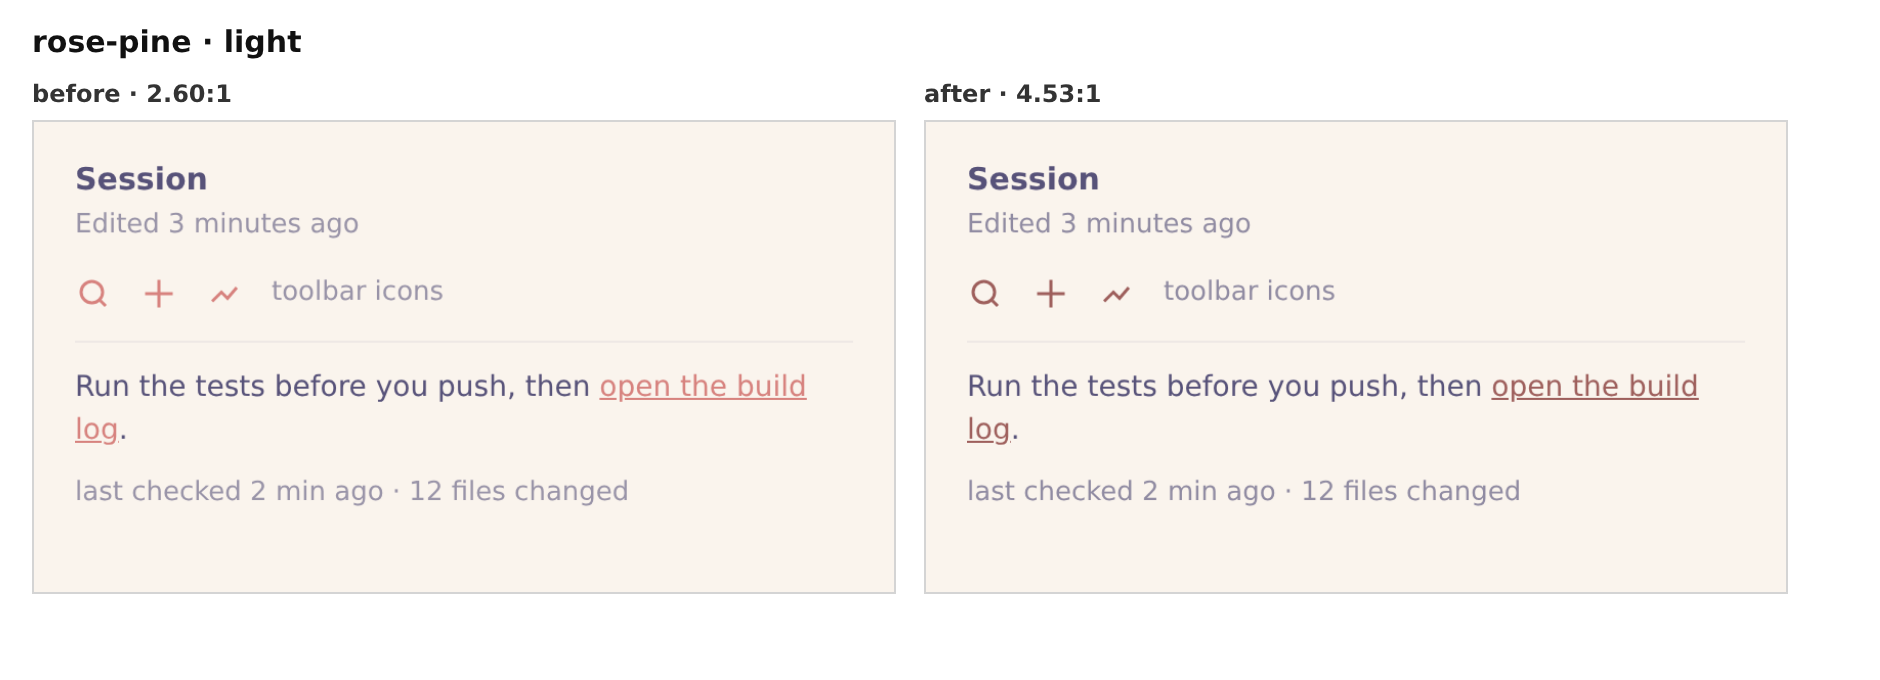 rose-pine · light
before · 2.60:1
Session
Edited 3 minutes ago
toolbar icons
Run the tests before you push, then open the build
log.
last checked 2 min ago · 12 files changed
after · 4.53:1
Session
Edited 3 minutes ago
toolbar icons
Run the tests before you push, then open the build
log.
last checked 2 min ago · 12 files changed